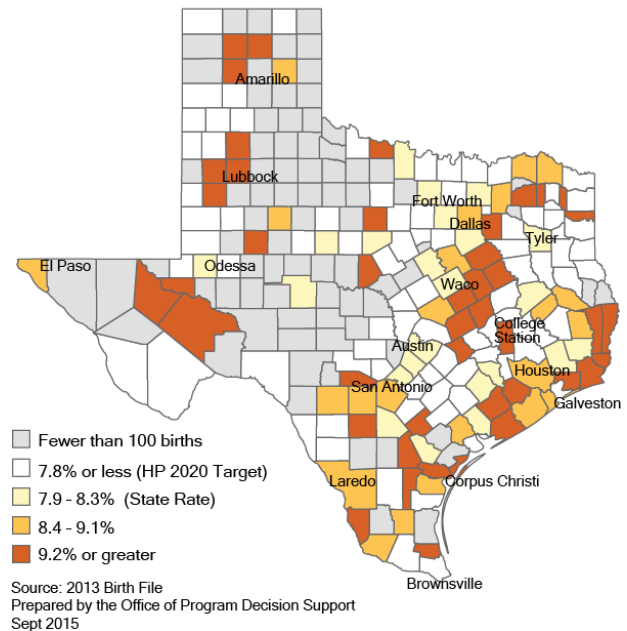 Amarillo
Lubbock
Fort Worth
Dallas
Tyler
El Paso
Odessa
Waco
College
Station
Austin
Houston
San Antonio
Galveston
Laredo
Corpus Christi
Brownsville
Fewer than 100 births
7.8% or less (HP 2020 Target)
7.9 - 8.3% (State Rate)
8.4 - 9.1%
9.2% or greater
Source: 2013 Birth File
Prepared by the Office of Program Decision Support
Sept 2015